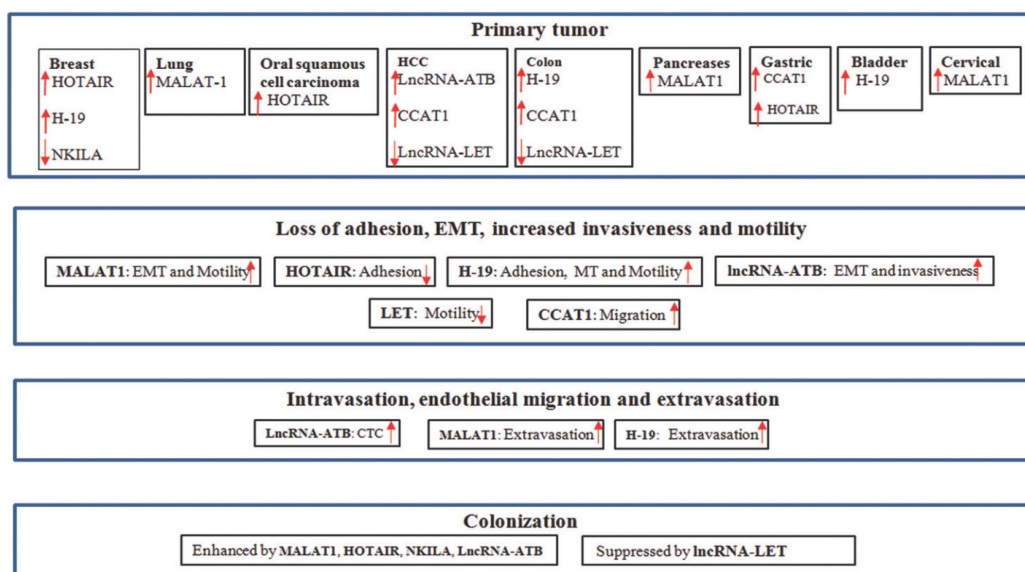 Primary tumor
Breast
HOTAIR
H-19
NKILA
Lung
MALAT-1
Oral squamous
cell carcinoma
HOTAIR
HCC
LncRNA-ATB
CCAT1
LncRNA-LET
Colon
H-19
CCAT1
LncRNA-LET
Pancreases
MALAT1
Gastric
CCAT1
HOTAIR
Bladder
H-19
Cervical
MALAT1
Loss of adhesion, EMT, increased invasiveness and motility
MALAT1: EMT and Motility
HOTAIR: Adhesion
H-19: Adhesion, MT and Motility
lncRNA-ATB: EMT and invasiveness
LET: Motility
CCAT1: Migration
Intravasation, endothelial migration and extravasation
LncRNA-ATB: CTC
MALAT1: Extravasation
H-19: Extravasation
Colonization
Enhanced by MALAT1, HOTAIR, NKILA, LncRNA-ATB
Suppressed by lncRNA-LET